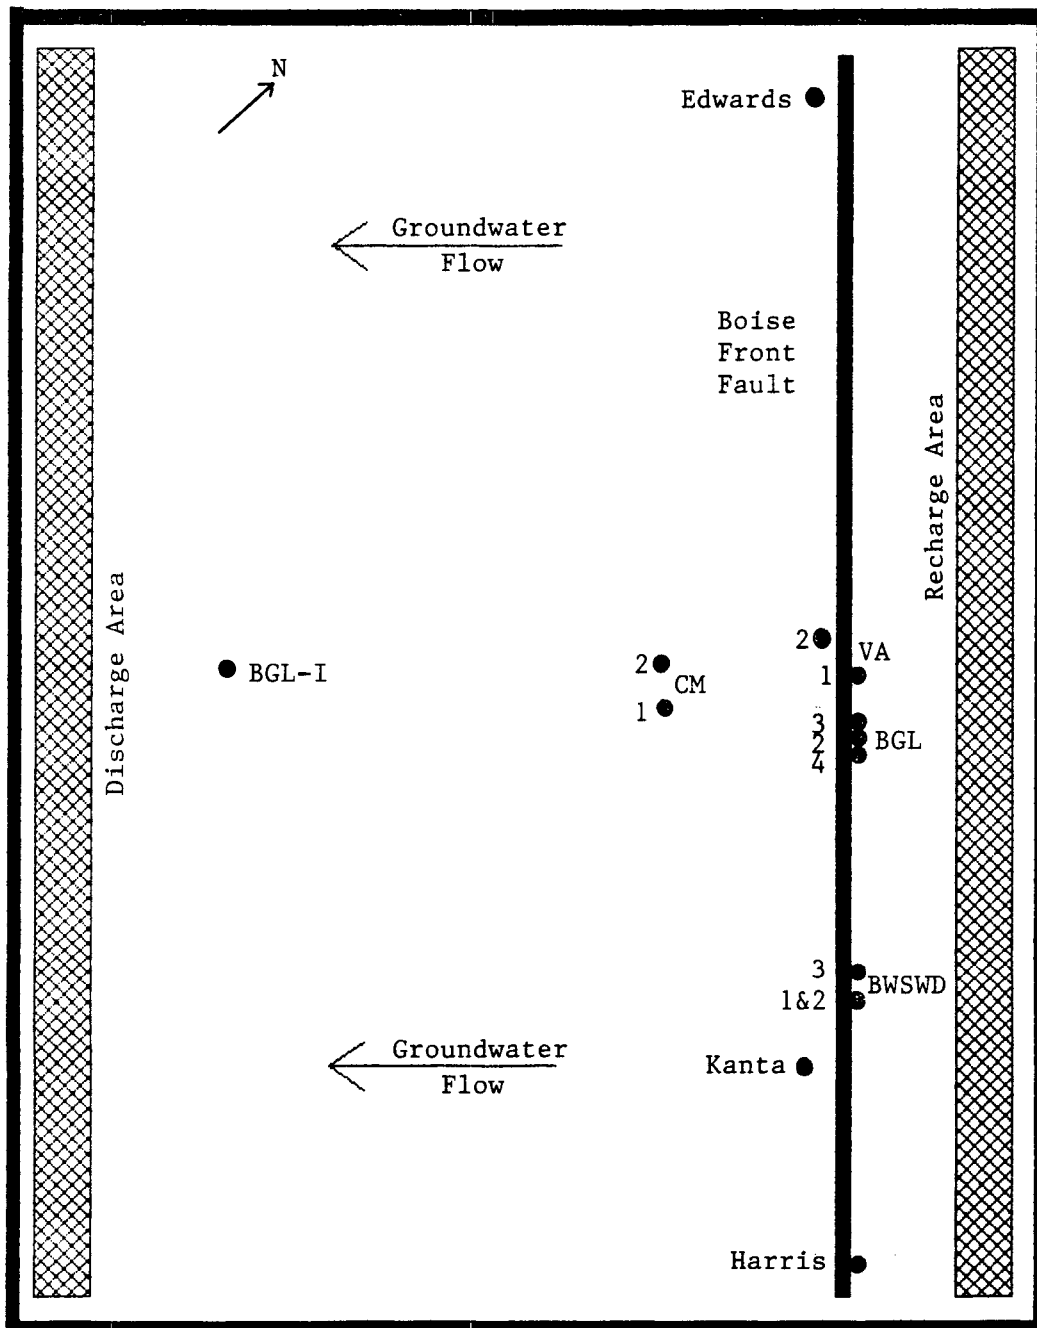 N
Edwards
Groundwater
Flow
Boise
Front
Fault
Recharge Area
Discharge Area
BGL-I
2
CM
1
2
VA
1
3
2
BGL
4
3
BWSWD
1&2
Groundwater
Flow
Kanta
Harris